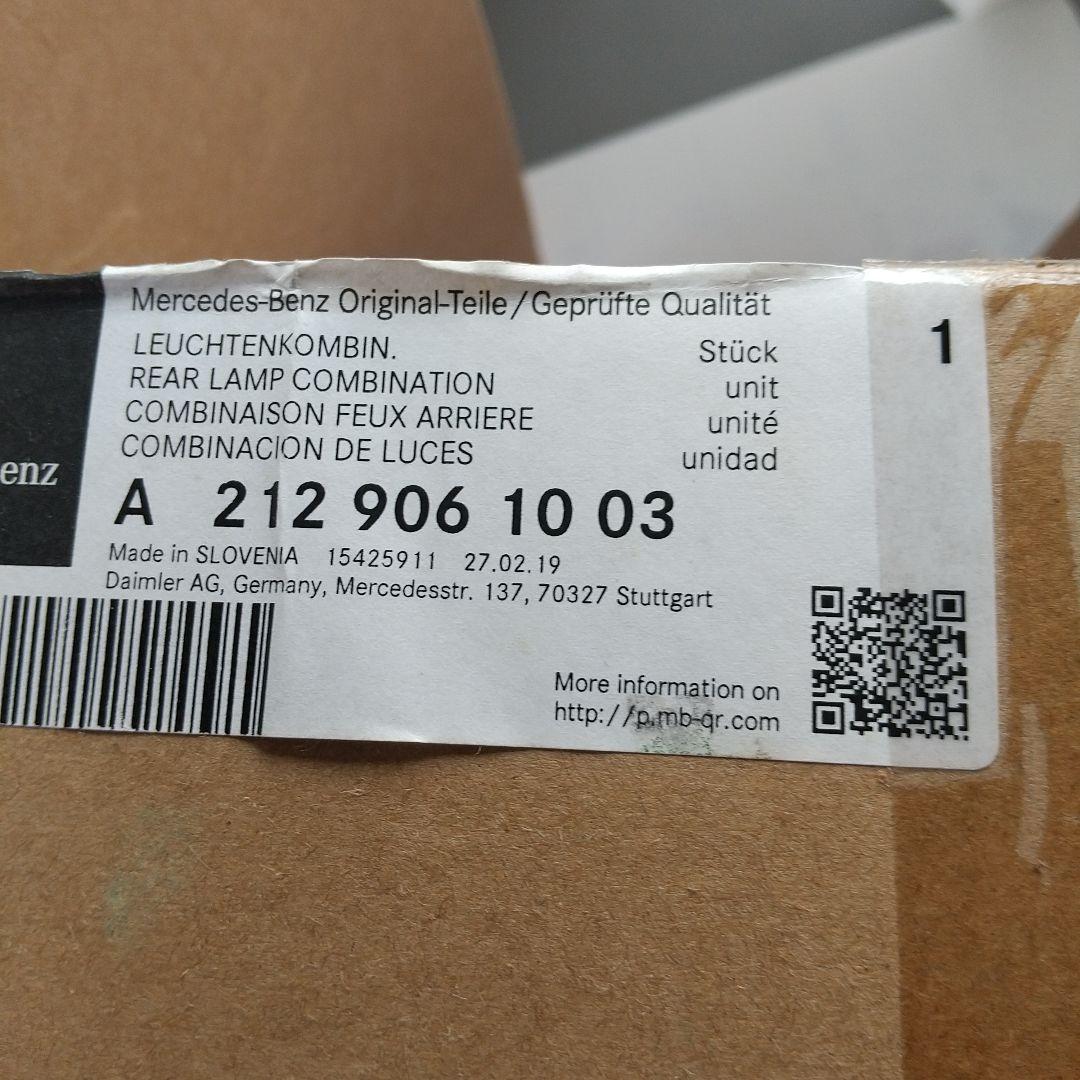 Mercedes-Benz Original-Teile/Geprüfte Qualität
1
LEUCHTENKOMBIN. Stück
REAR LAMP COMBINATION unit
COMBINAISON FEUX ARRIERE unité
COMBINACION DE LUCES unidad
enz
A 212 906 10 03
Made in SLOVENIA 15425911 27.02.19
Daimler AG, Germany, Mercedesstr. 137, 70327 Stuttgart
More information on
http://p.mb-qr.com